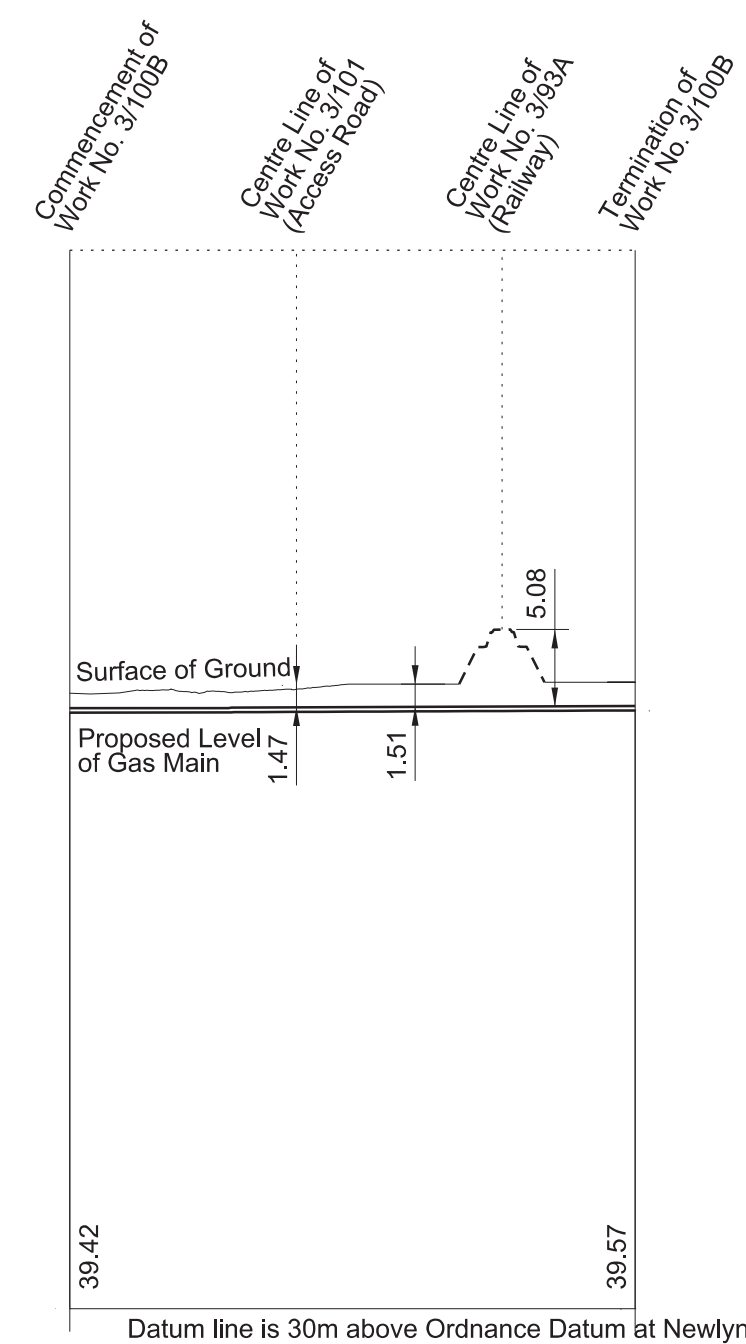 Commencement of
Work No. 3/100B
Centre Line of
Work No. 3/101
(Access Road)
Centre Line of
Work No. 3/93A
(Railway)
Termination of
Work No. 3/100B
5.08
Surface of Ground
Proposed Level
of Gas Main
1.47
1.51
39.42
39.57
Datum line is 30m above Ordnance Datum at Newlyn